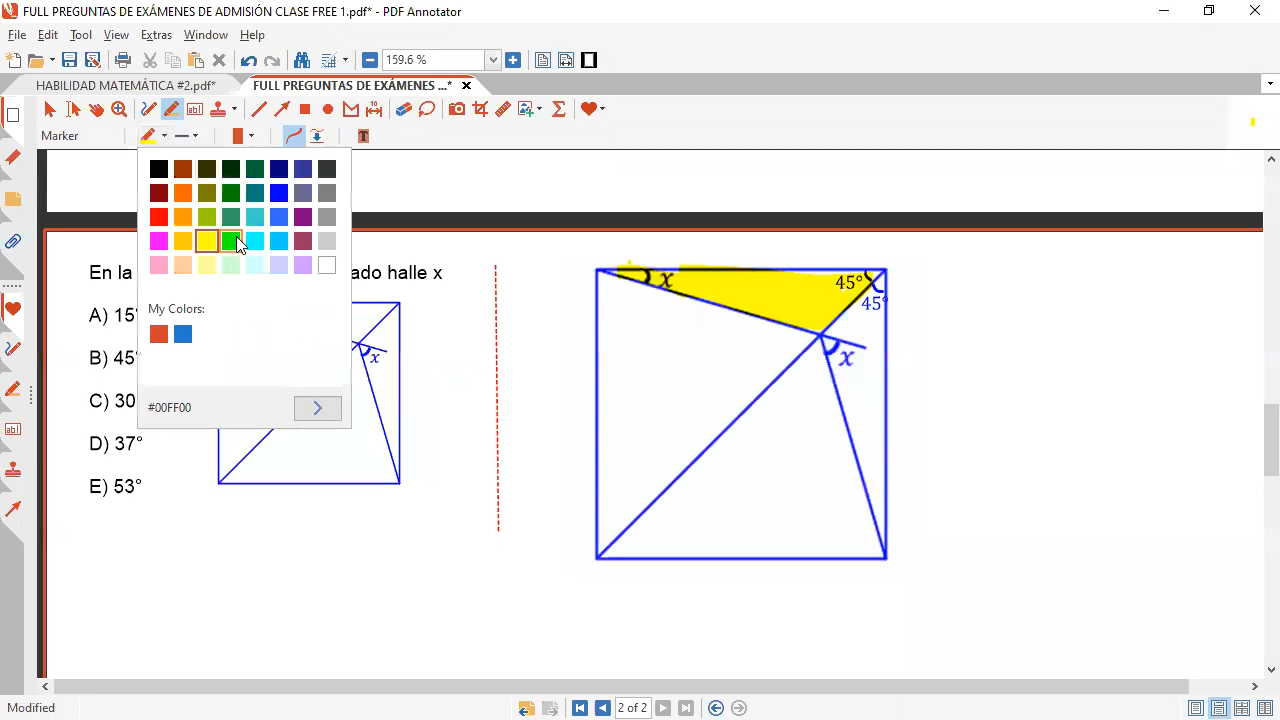 FULL PREGUNTAS DE EXÁMENES DE ADMISIÓN CLASE FREE 1.pdf* - PDF Annotator
File Edit Tool View Extras Window Help
159.6 %
HABILIDAD MATEMÁTICA #2.pdf*
FULL PREGUNTAS DE EXÁMENES ...*
Marker
En la
ado halle x
A) 15°
B) 45°
C) 30
D) 37°
E) 53°
x
My Colors:
#00FF00
x
45°
45°
x
Modified
2 of 2